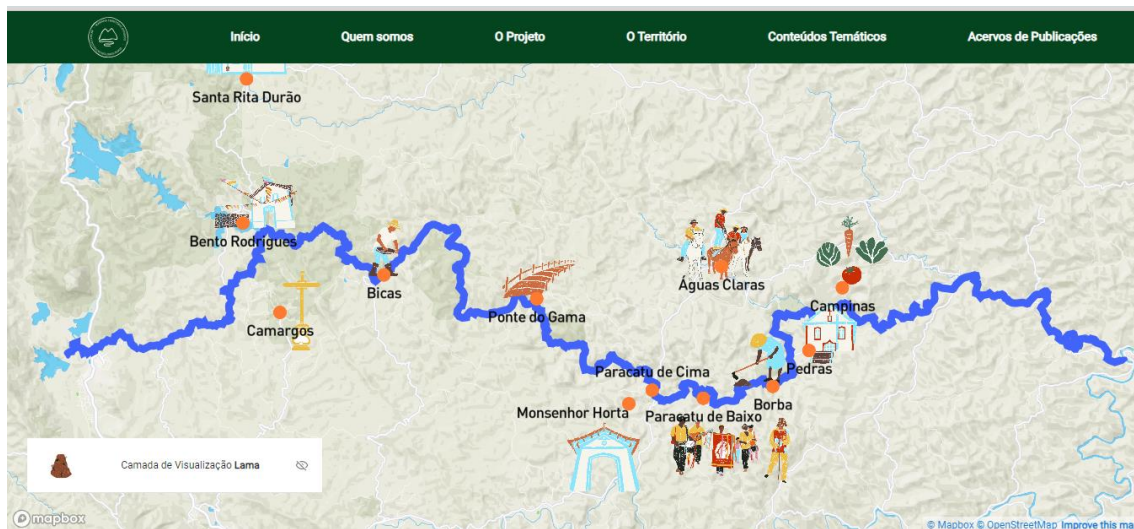 Início
Quem somos
O Projeto
O Território
Conteúdos Temáticos
Acervos de Publicações
Santa Rita Durão
Bento Rodrigues
Bicas
Camargos
Ponte do Gama
Águas Claras
Campinas
Pedras
Paracatu de Cima
Monsenhor Horta
Paracatu de Baixo
Borba
Camada de Visualização Lama
mapbox
© Mapbox © OpenStreetMap Improve this ma